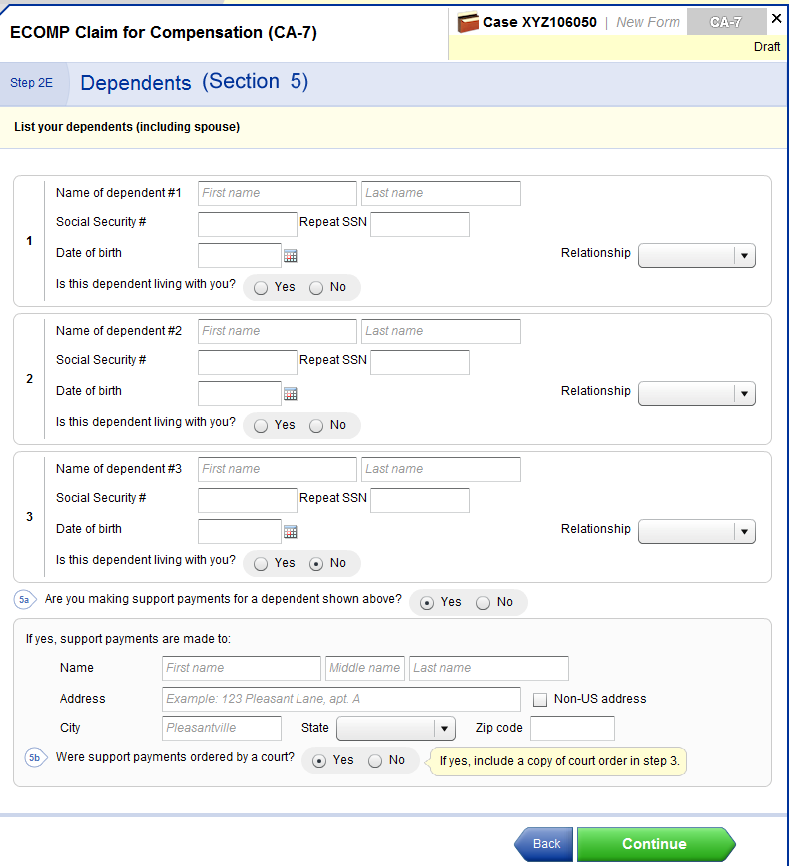 ECOMP Claim for Compensation (CA-7)
Case XYZ106050 | New Form CA-7 ×
Draft
Step 2E Dependents (Section 5)
List your dependents (including spouse)
1
Name of dependent #1 First name Last name
Social Security # Repeat SSN
Date of birth Relationship
Is this dependent living with you? Yes No
2
Name of dependent #2 First name Last name
Social Security # Repeat SSN
Date of birth Relationship
Is this dependent living with you? Yes No
3
Name of dependent #3 First name Last name
Social Security # Repeat SSN
Date of birth Relationship
Is this dependent living with you? Yes No
5a Are you making support payments for a dependent shown above? Yes No
If yes, support payments are made to:
Name First name Middle name Last name
Address Example: 123 Pleasant Lane, apt. A Non-US address
City Pleasantville State Zip code
5b Were support payments ordered by a court? Yes No If yes, include a copy of court order in step 3.
Back Continue